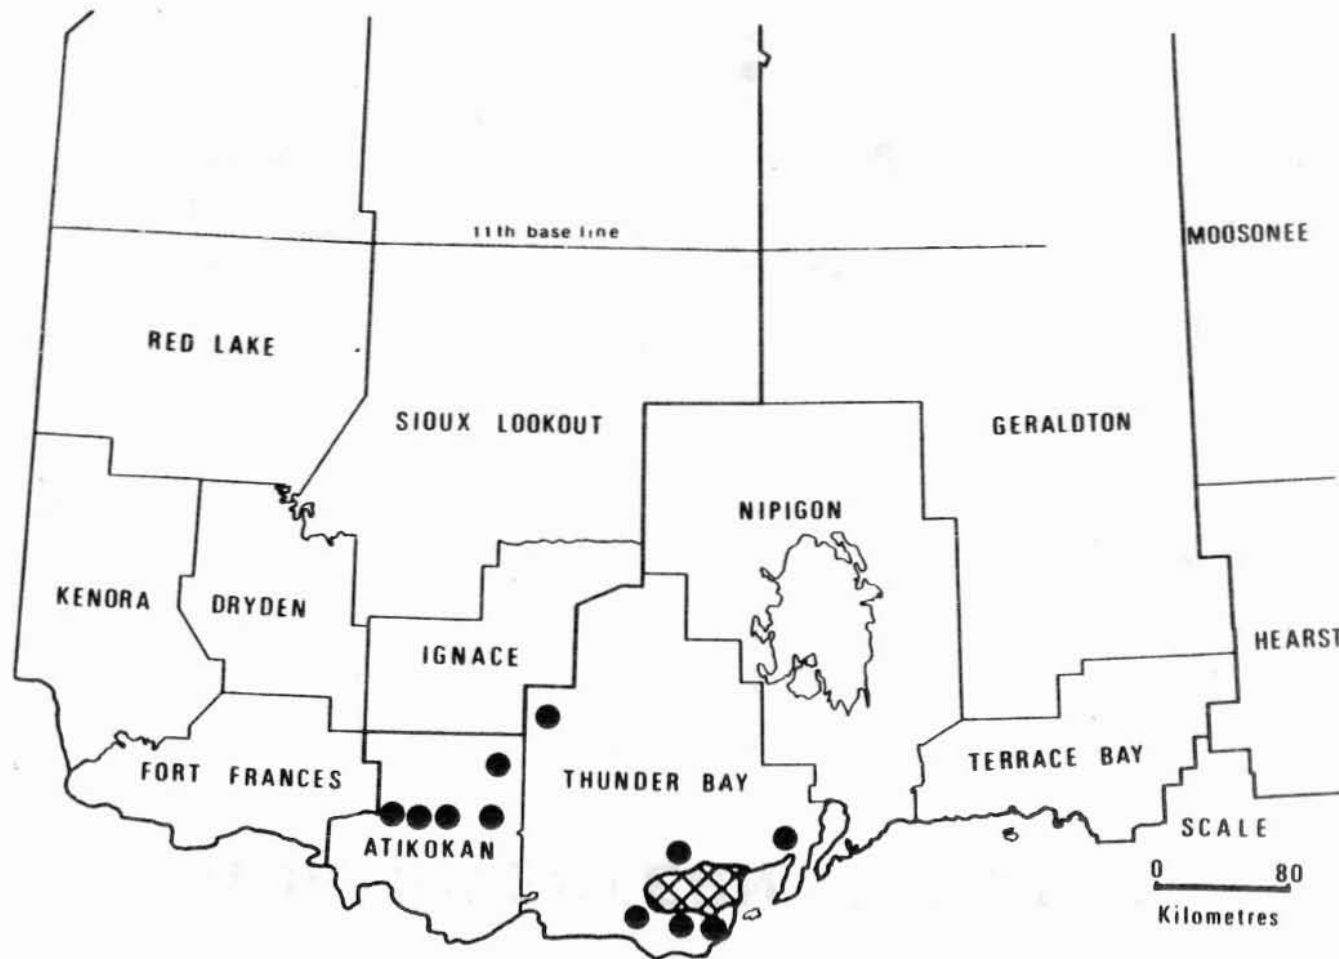 11th base line
MOOSONEE
RED LAKE
SIOUX LOOKOUT
GERALDTON
NIPIGON
KENORA
DRYDEN
IGNACE
HEARST
FORT FRANCES
THUNDER BAY
TERRACE BAY
ATIKOKAN
SCALE
0 80
Kilometres